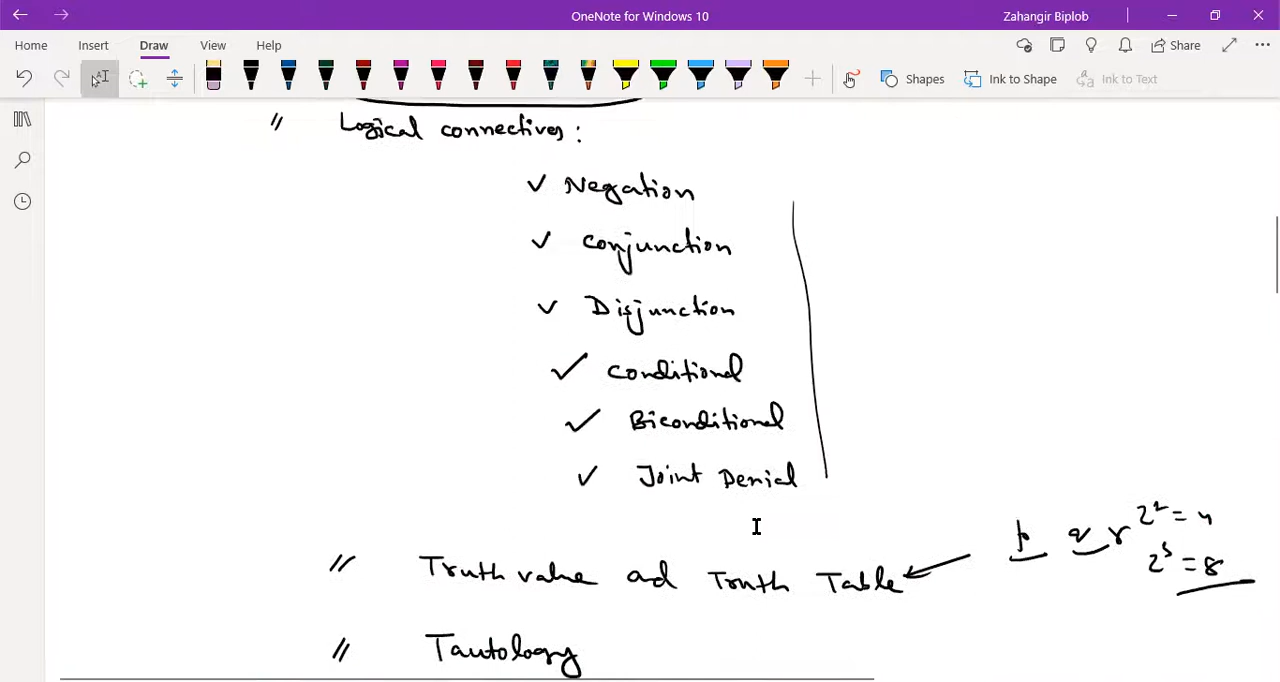 OneNote for Windows 10
Zahangir Biplob
Home Insert Draw View Help
Share
Shapes
Ink to Shape
Ink to Text
// Logical connectives :
✓ Negation
✓ Conjunction
✓ Disjunction
✓ Conditional
✓ Biconditional
✓ Joint Denial
p q r 2² = 4
2³ = 8
// Truth value ad Truth Table
// Tautology